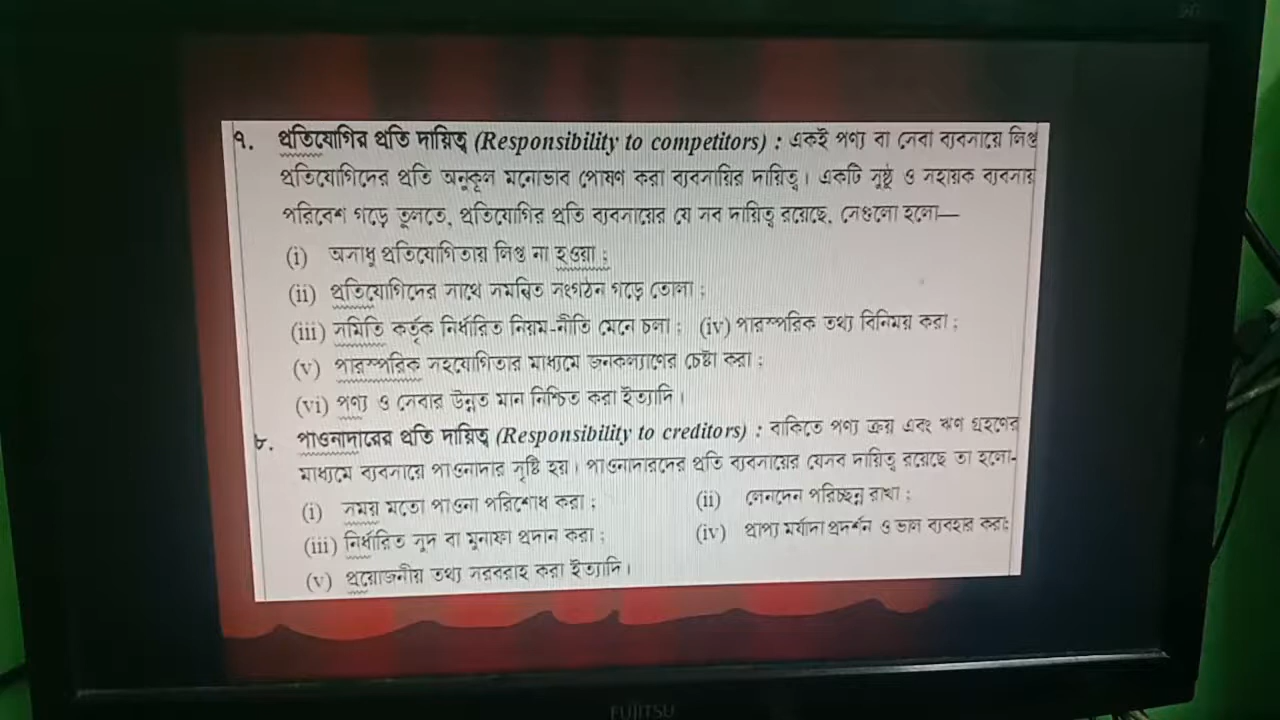 ৭. প্রতিযোগির প্রতি দায়িত্ব (Responsibility to competitors) : একই পণ্য বা সেবা ব্যবসায়ে লিপ্ত
প্রতিযোগিদের প্রতি অনুকূল মনোভাব পোষণ করা ব্যবসায়ির দায়িত্ব। একটি সুষ্ঠু ও সহায়ক ব্যবসায়
পরিবেশ গড়ে তুলতে, প্রতিযোগির প্রতি ব্যবসায়ের যে সব দায়িত্ব রয়েছে, সেগুলো হলো—
(i) অসাধু প্রতিযোগিতায় লিপ্ত না হওয়া ;
(ii) প্রতিযোগিদের সাথে সমন্বিত সংগঠন গড়ে তোলা ;
(iii) সমিতি কর্তৃক নির্ধারিত নিয়ম-নীতি মেনে চলা ; (iv) পারস্পরিক তথ্য বিনিময় করা ;
(v) পারস্পরিক সহযোগিতার মাধ্যমে জনকল্যাণের চেষ্টা করা ;
(vi) পণ্য ও সেবার উন্নত মান নিশ্চিত করা ইত্যাদি।
৮. পাওনাদারের প্রতি দায়িত্ব (Responsibility to creditors) : বাকিতে পণ্য ক্রয় এবং ঋণ গ্রহণের
মাধ্যমে ব্যবসায়ে পাওনাদার সৃষ্টি হয়। পাওনাদারদের প্রতি ব্যবসায়ের যেসব দায়িত্ব রয়েছে তা হলো-
(i) সময় মতো পাওনা পরিশোধ করা ; (ii) লেনদেন পরিচ্ছন্ন রাখা ;
(iii) নির্ধারিত সুদ বা মুনাফা প্রদান করা ; (iv) প্রাপ্য মর্যাদা প্রদর্শন ও ভাল ব্যবহার করা;
(v) প্রয়োজনীয় তথ্য সরবরাহ করা ইত্যাদি।
FUJITSU